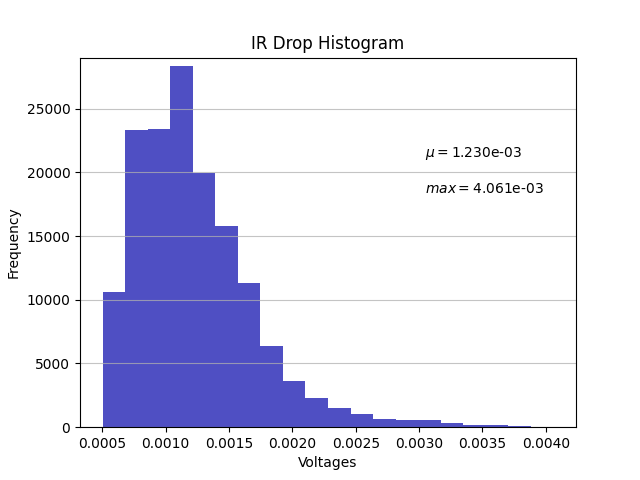 IR Drop Histogram
25000
20000
15000
10000
5000
0
Frequency
μ = 1.230e-03
max = 4.061e-03
0.0005 0.0010 0.0015 0.0020 0.0025 0.0030 0.0035 0.0040
Voltages